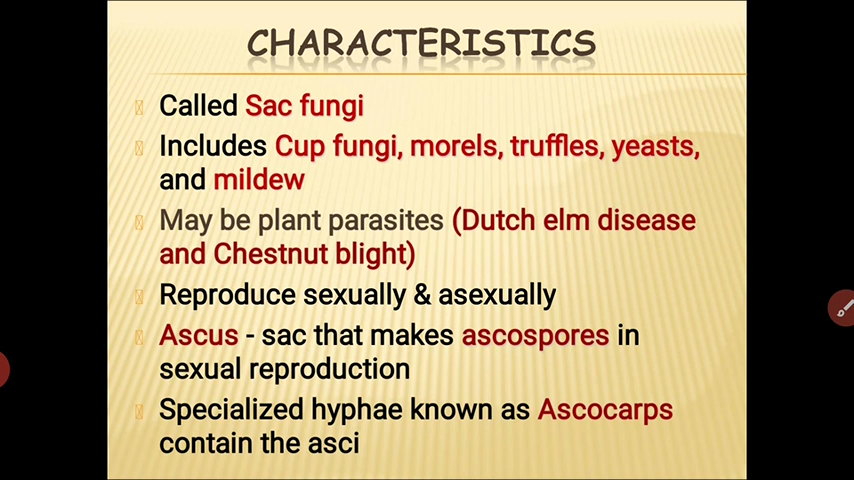 CHARACTERISTICS
Called Sac fungi
Includes Cup fungi, morels, truffles, yeasts,
and mildew
May be plant parasites (Dutch elm disease
and Chestnut blight)
Reproduce sexually & asexually
Ascus - sac that makes ascospores in
sexual reproduction
Specialized hyphae known as Ascocarps
contain the asci